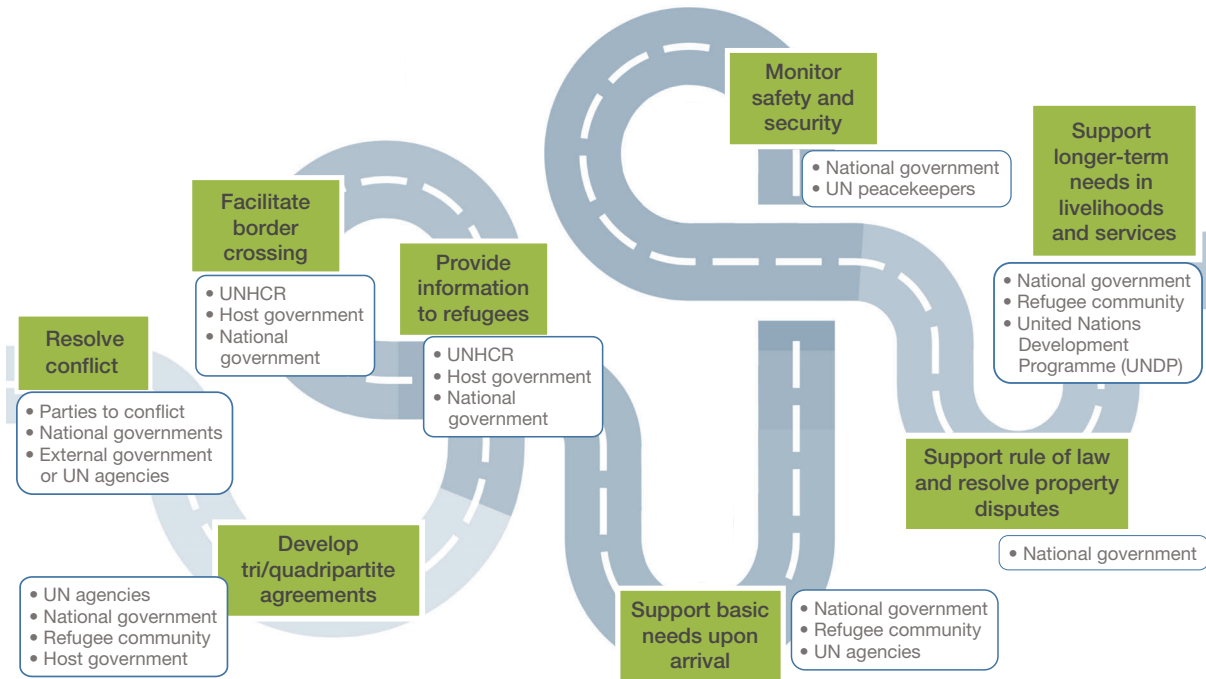 Resolve
conflict
• Parties to conflict
• National governments
• External government
or UN agencies
Develop
tri/quadripartite
agreements
• UN agencies
• National government
• Refugee community
• Host government
Facilitate
border
crossing
• UNHCR
• Host government
• National
government
Provide
information
to refugees
• UNHCR
• Host government
• National
government
Support basic
needs upon
arrival
• National government
• Refugee community
• UN agencies
Monitor
safety and
security
• National government
• UN peacekeepers
Support rule of law
and resolve property
disputes
• National government
Support
longer-term
needs in
livelihoods
and services
• National government
• Refugee community
• United Nations
Development
Programme (UNDP)